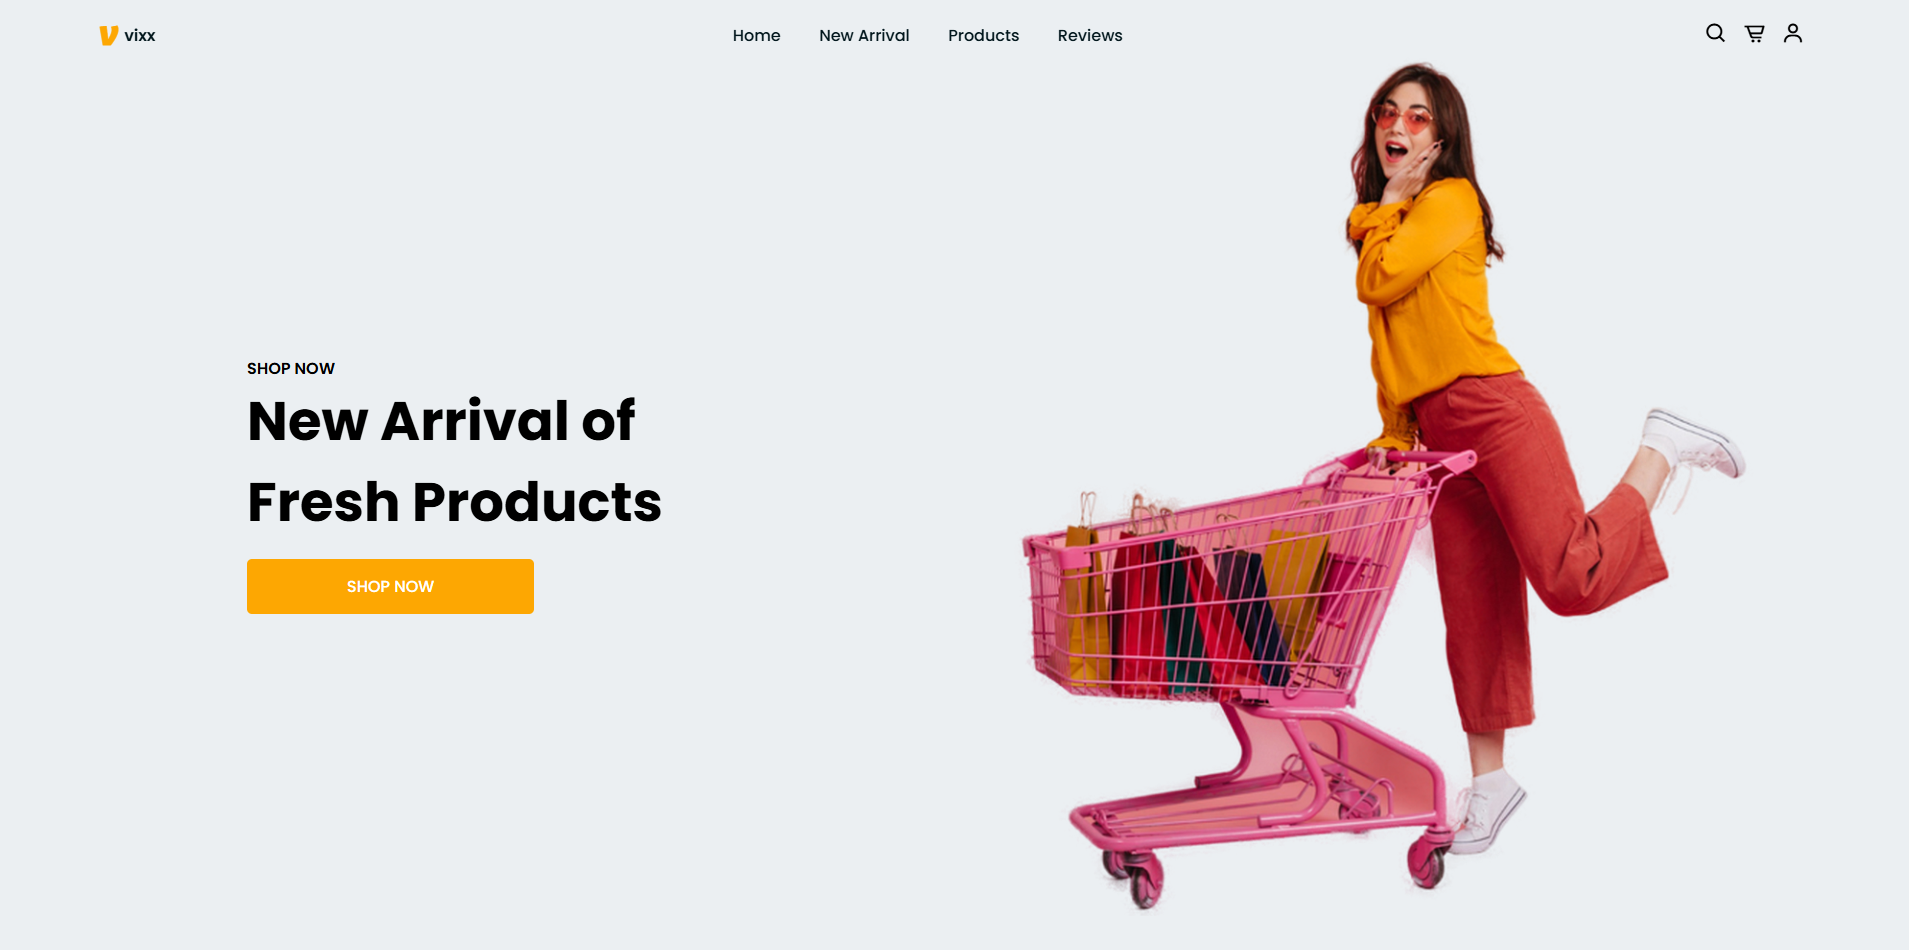 V vixx
Home New Arrival Products Reviews
SHOP NOW
New Arrival of
Fresh Products
SHOP NOW